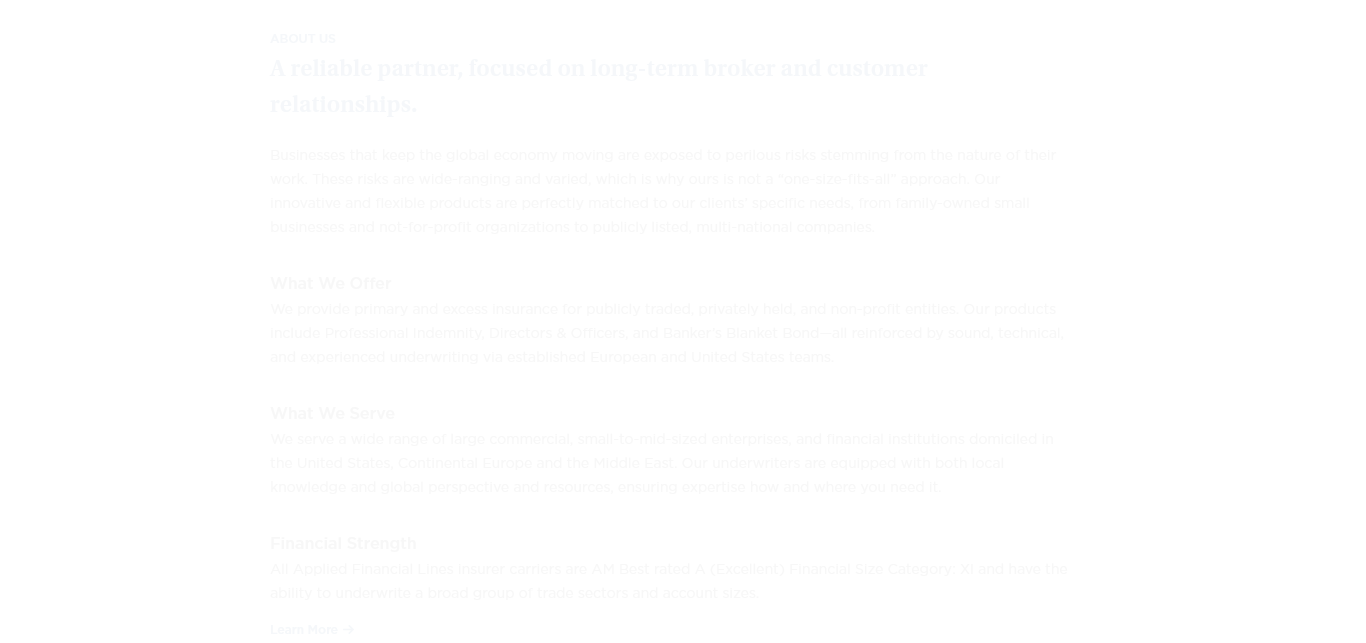 ABOUT US
A reliable partner, focused on long-term broker and customer
relationships.
Businesses that keep the global economy moving are exposed to perilous risks stemming from the nature of their
work. These risks are wide-ranging and varied, which is why ours is not a “one-size-fits-all” approach. Our
innovative and flexible products are perfectly matched to our clients’ specific needs, from family-owned small
businesses and not-for-profit organizations to publicly listed, multi-national companies.
What We Offer
We provide primary and excess insurance for publicly traded, privately held, and non-profit entities. Our products
include Professional Indemnity, Directors & Officers, and Banker’s Blanket Bond—all reinforced by sound, technical,
and experienced underwriting via established European and United States teams.
What We Serve
We serve a wide range of large commercial, small-to-mid-sized enterprises, and financial institutions domiciled in
the United States, Continental Europe and the Middle East. Our underwriters are equipped with both local
knowledge and global perspective and resources, ensuring expertise how and where you need it.
Financial Strength
All Applied Financial Lines insurer carriers are AM Best rated A (Excellent) Financial Size Category: XI and have the
ability to underwrite a broad group of trade sectors and account sizes.
Learn More →